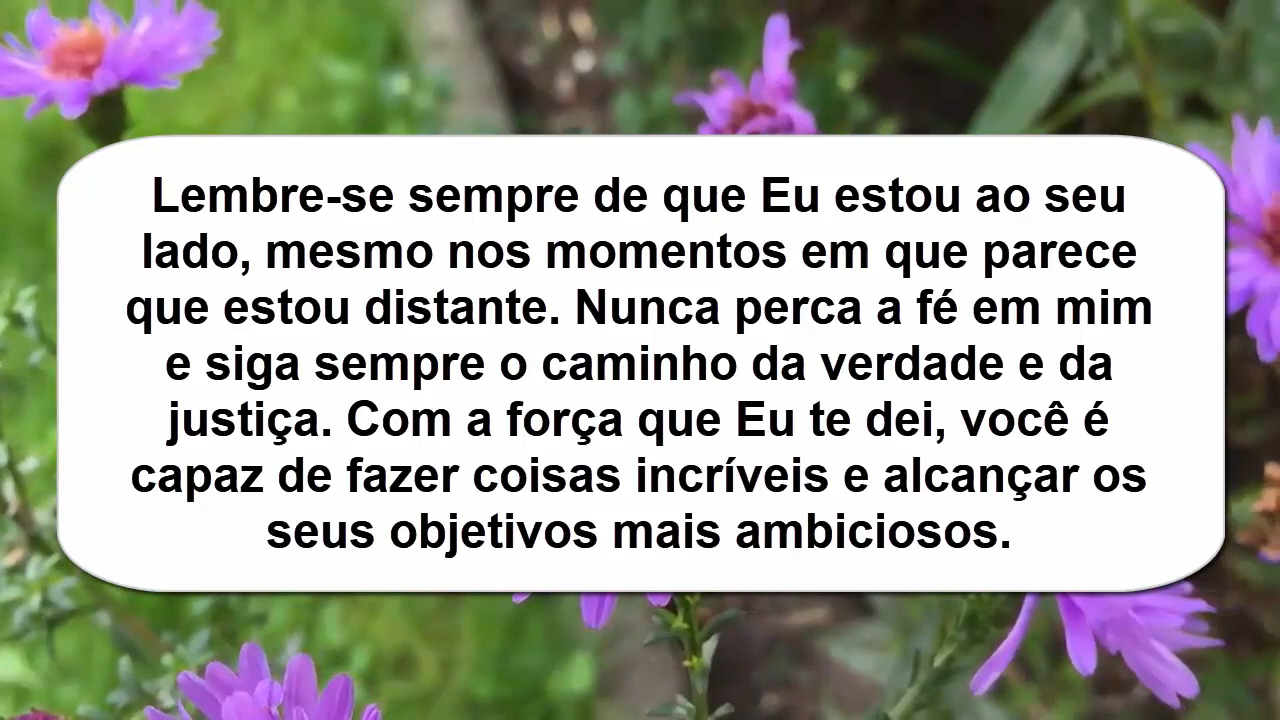 Lembre-se sempre de que Eu estou ao seu
lado, mesmo nos momentos em que parece
que estou distante. Nunca perca a fé em mim
e siga sempre o caminho da verdade e da
justiça. Com a força que Eu te dei, você é
capaz de fazer coisas incríveis e alcançar os
seus objetivos mais ambiciosos.